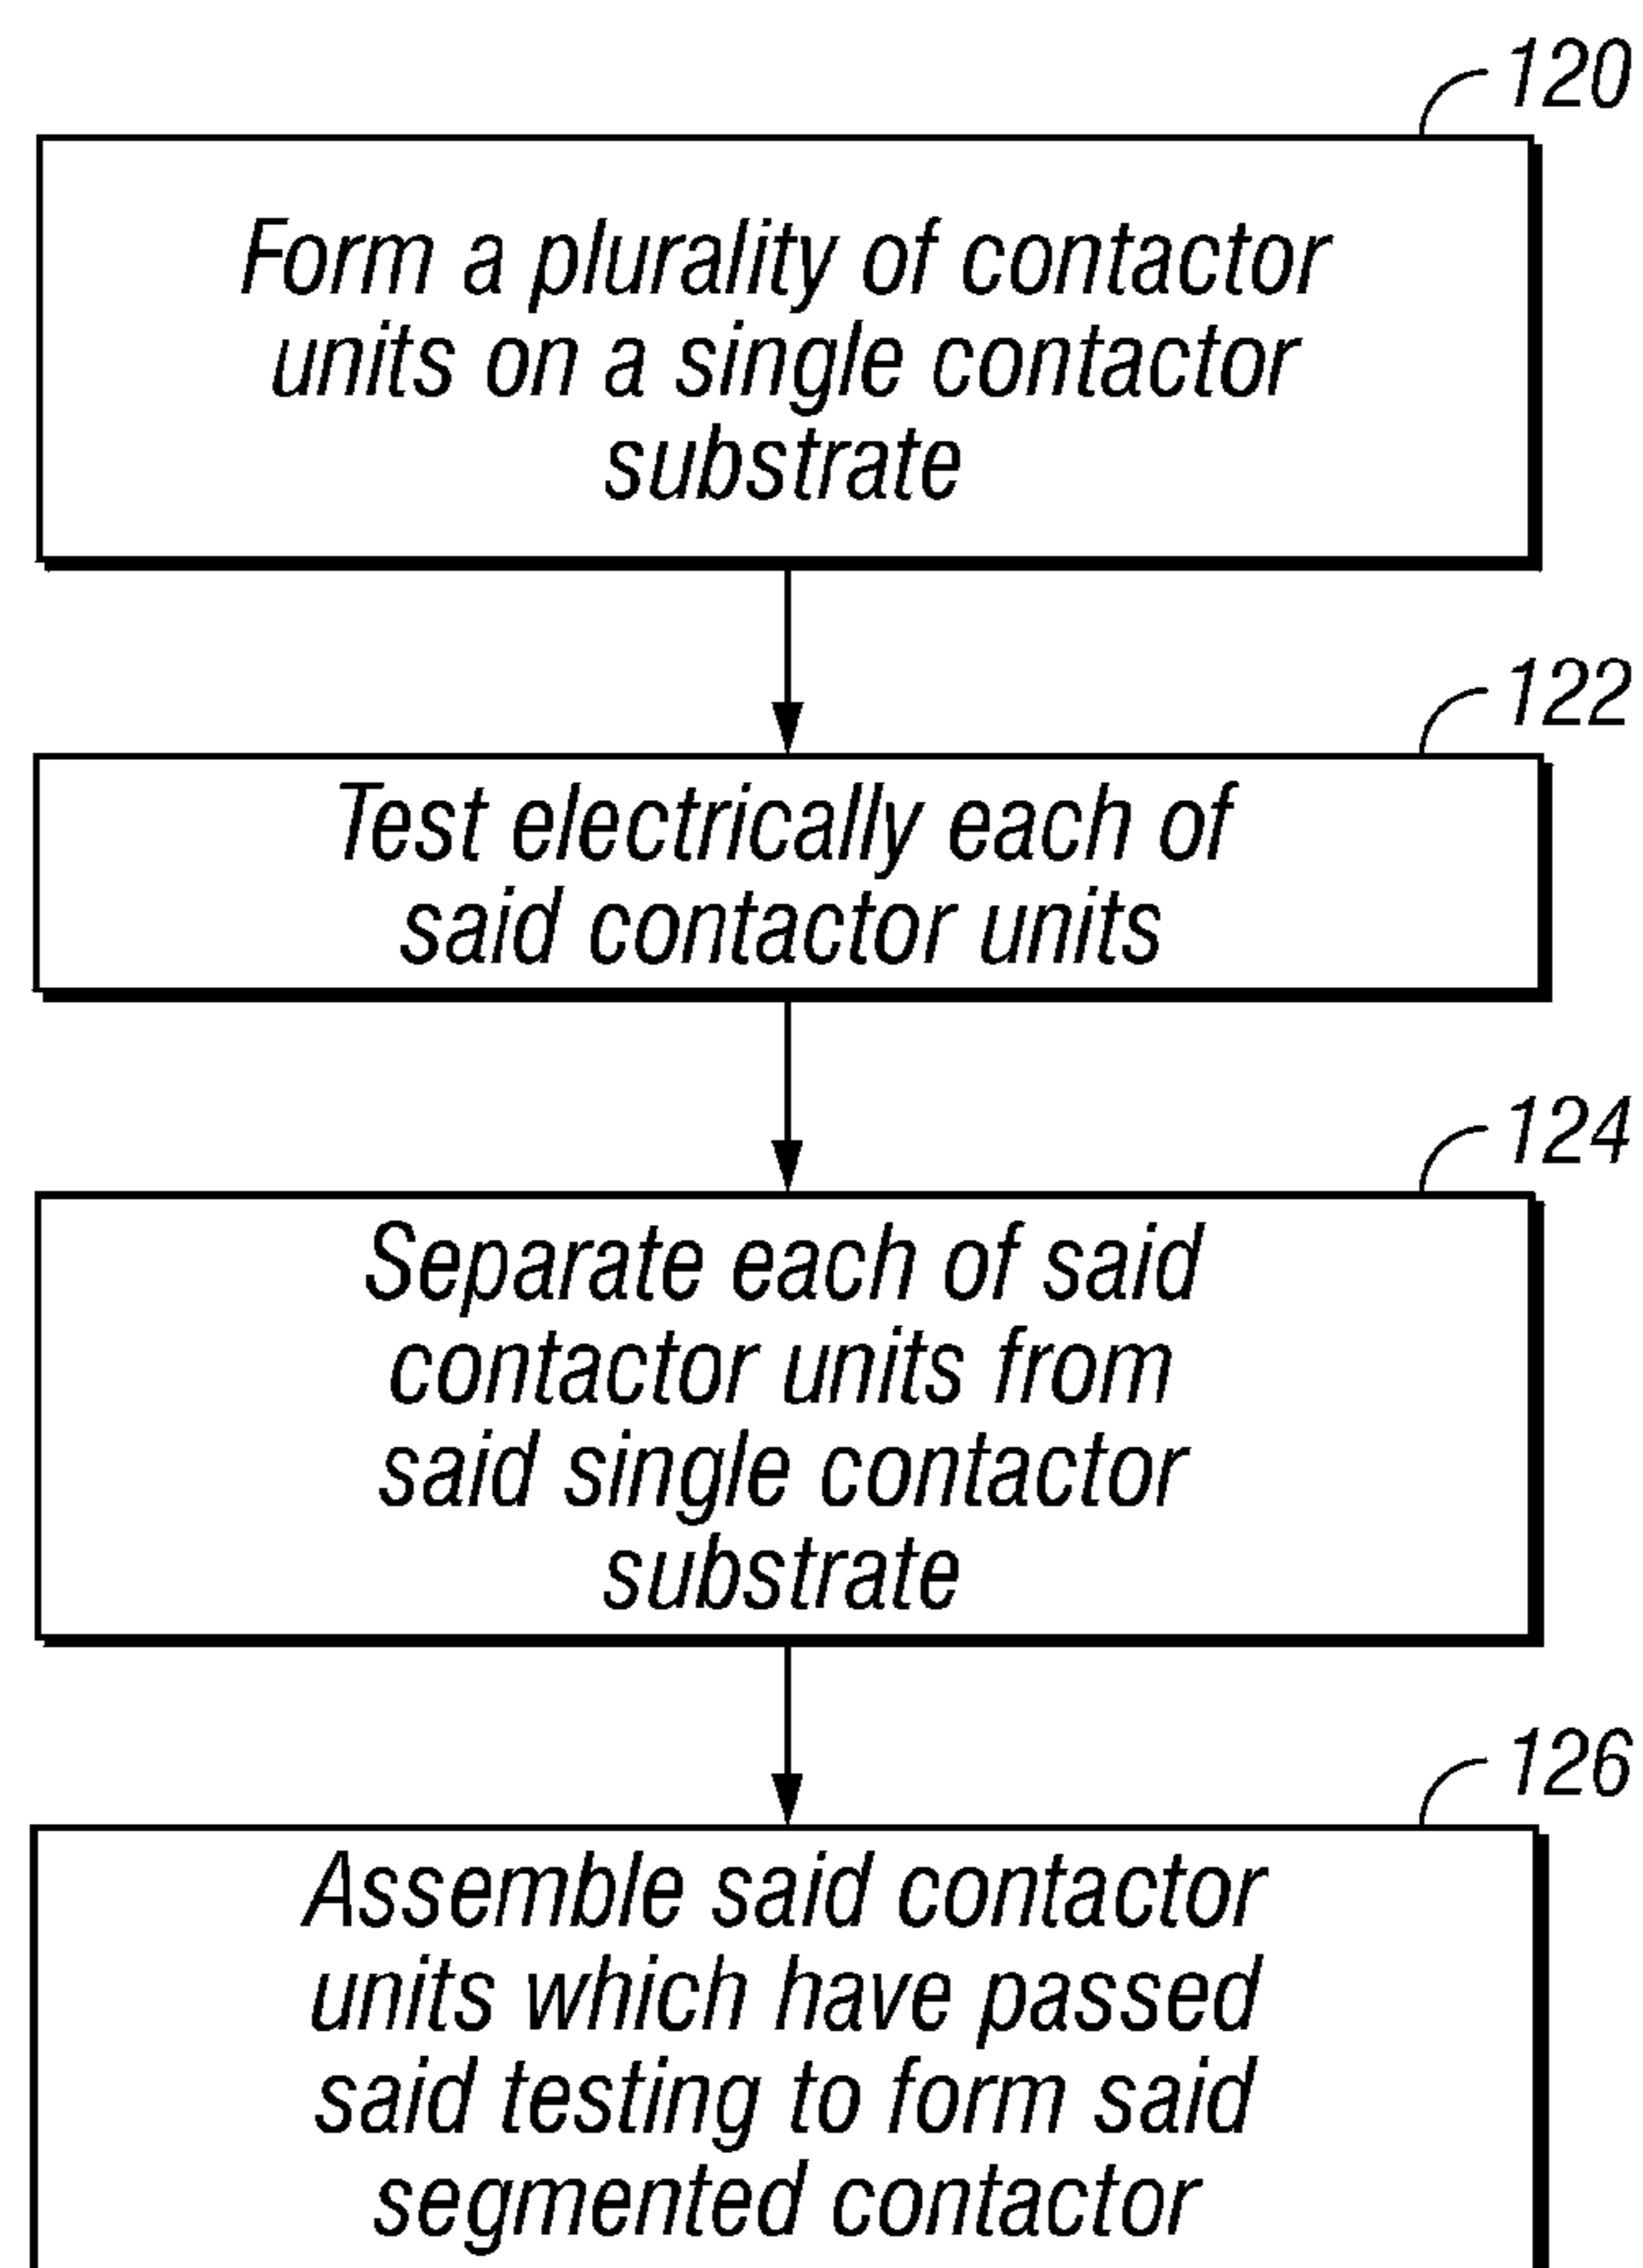 120
Form a plurality of contactor
units on a single contactor
substrate
122
Test electrically each of
said contactor units
124
Separate each of said
contactor units from
said single contactor
substrate
126
Assemble said contactor
units which have passed
said testing to form said
segmented contactor